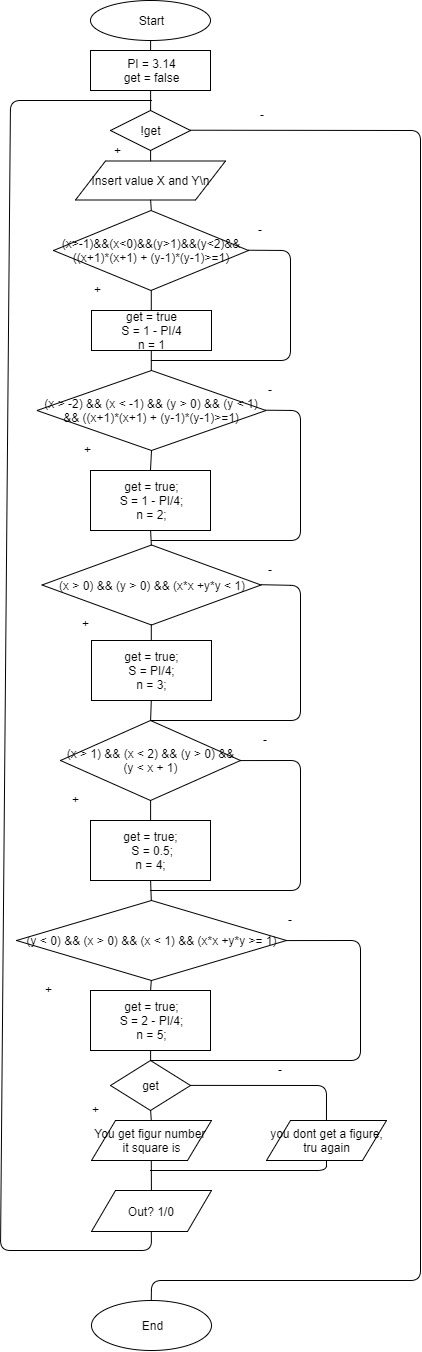 Start
PI = 3.14
get = false
-
!get
+
Insert value X and Y\n
-
(x>-1)&&(x<0)&&(y>1)&&(y<2)&&
((x+1)*(x+1) + (y-1)*(y-1)>=1)
+
get = true
S = 1 - PI/4
n = 1
-
(x > -2) && (x < -1) && (y > 0) && (y < 1)
&& ((x+1)*(x+1) + (y-1)*(y-1)>=1)
+
get = true;
S = 1 - PI/4;
n = 2;
-
(x > 0) && (y > 0) && (x*x +y*y < 1)
+
get = true;
S = PI/4;
n = 3;
-
(x > 1) && (x < 2) && (y > 0) &&
(y < x + 1)
+
get = true;
S = 0.5;
n = 4;
-
(y < 0) && (x > 0) && (x < 1) && (x*x +y*y >= 1)
+
get = true;
S = 2 - PI/4;
n = 5;
-
get
+
You get figur number
it square is
you dont get a figure,
tru again
Out? 1/0
End